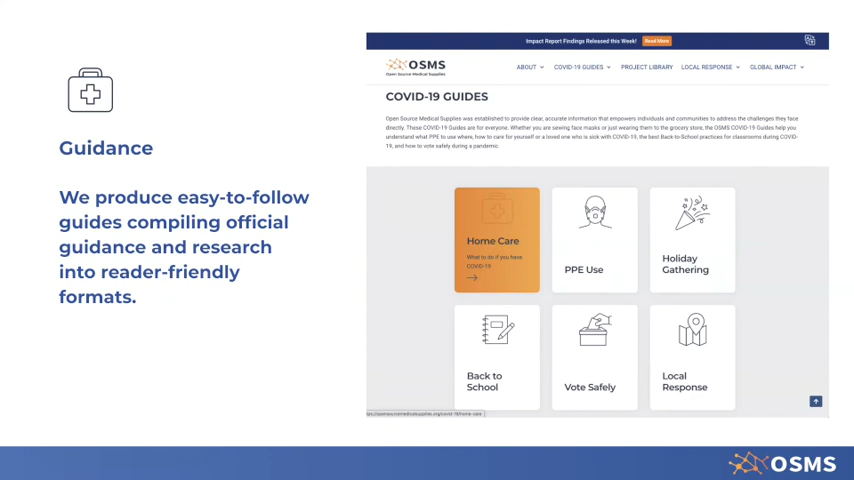 Guidance
We produce easy-to-follow
guides compiling official
guidance and research
into reader-friendly
formats.
Impact Report Findings Released this Week! Read More
OSMS
Open Source Medical Supplies
ABOUT COVID-19 GUIDES PROJECT LIBRARY LOCAL RESPONSE GLOBAL IMPACT
COVID-19 GUIDES
Open Source Medical Supplies was established to provide clear, accurate information that empowers individuals and communities to address the challenges they face
directly. These COVID-19 Guides are for everyone. Whether you are sewing face masks or just wearing them to the grocery store, the OSMS COVID-19 Guides help you
understand what PPE to use where, how to care for yourself or a loved one who is sick with COVID-19, the best Back-to-School practices for classrooms during COVID-
19, and how to vote safely during a pandemic.
Home Care
What to do if you have
COVID-19
PPE Use
Holiday
Gathering
Back to
School
Vote Safely
Local
Response
OSMS